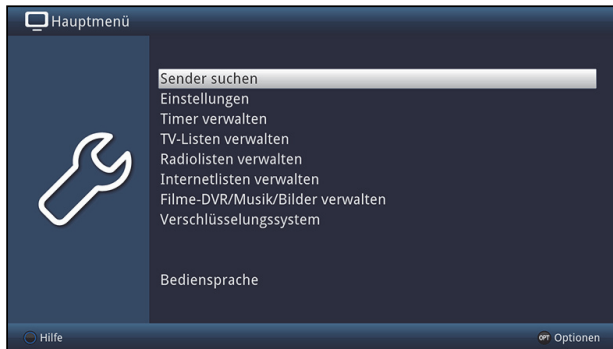 Hauptmenü
Sender suchen
Einstellungen
Timer verwalten
TV-Listen verwalten
Radiolisten verwalten
Internetlisten verwalten
Filme-DVR/Musik/Bilder verwalten
Verschlüsselungssystem
Bediensprache
Hilfe
OPT Optionen